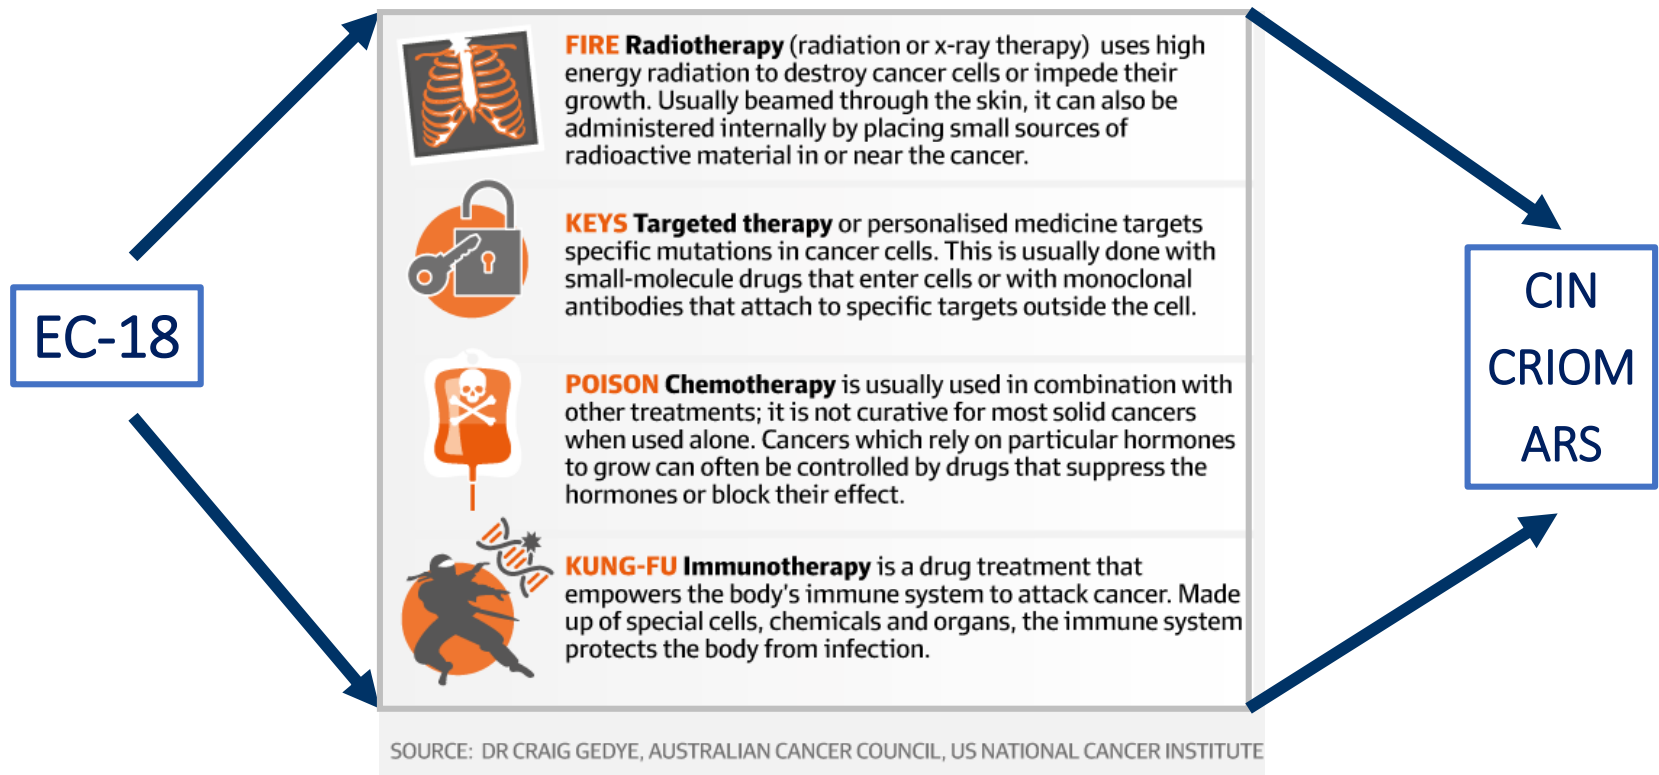 EC-18
FIRE Radiotherapy (radiation or x-ray therapy) uses high
energy radiation to destroy cancer cells or impede their
growth. Usually beamed through the skin, it can also be
administered internally by placing small sources of
radioactive material in or near the cancer.
KEYS Targeted therapy or personalised medicine targets
specific mutations in cancer cells. This is usually done with
small-molecule drugs that enter cells or with monoclonal
antibodies that attach to specific targets outside the cell.
POISON Chemotherapy is usually used in combination with
other treatments; it is not curative for most solid cancers
when used alone. Cancers which rely on particular hormones
to grow can often be controlled by drugs that suppress the
hormones or block their effect.
KUNG-FU Immunotherapy is a drug treatment that
empowers the body's immune system to attack cancer. Made
up of special cells, chemicals and organs, the immune system
protects the body from infection.
SOURCE: DR CRAIG GEDYE, AUSTRALIAN CANCER COUNCIL, US NATIONAL CANCER INSTITUTE
CIN
CRIOM
ARS